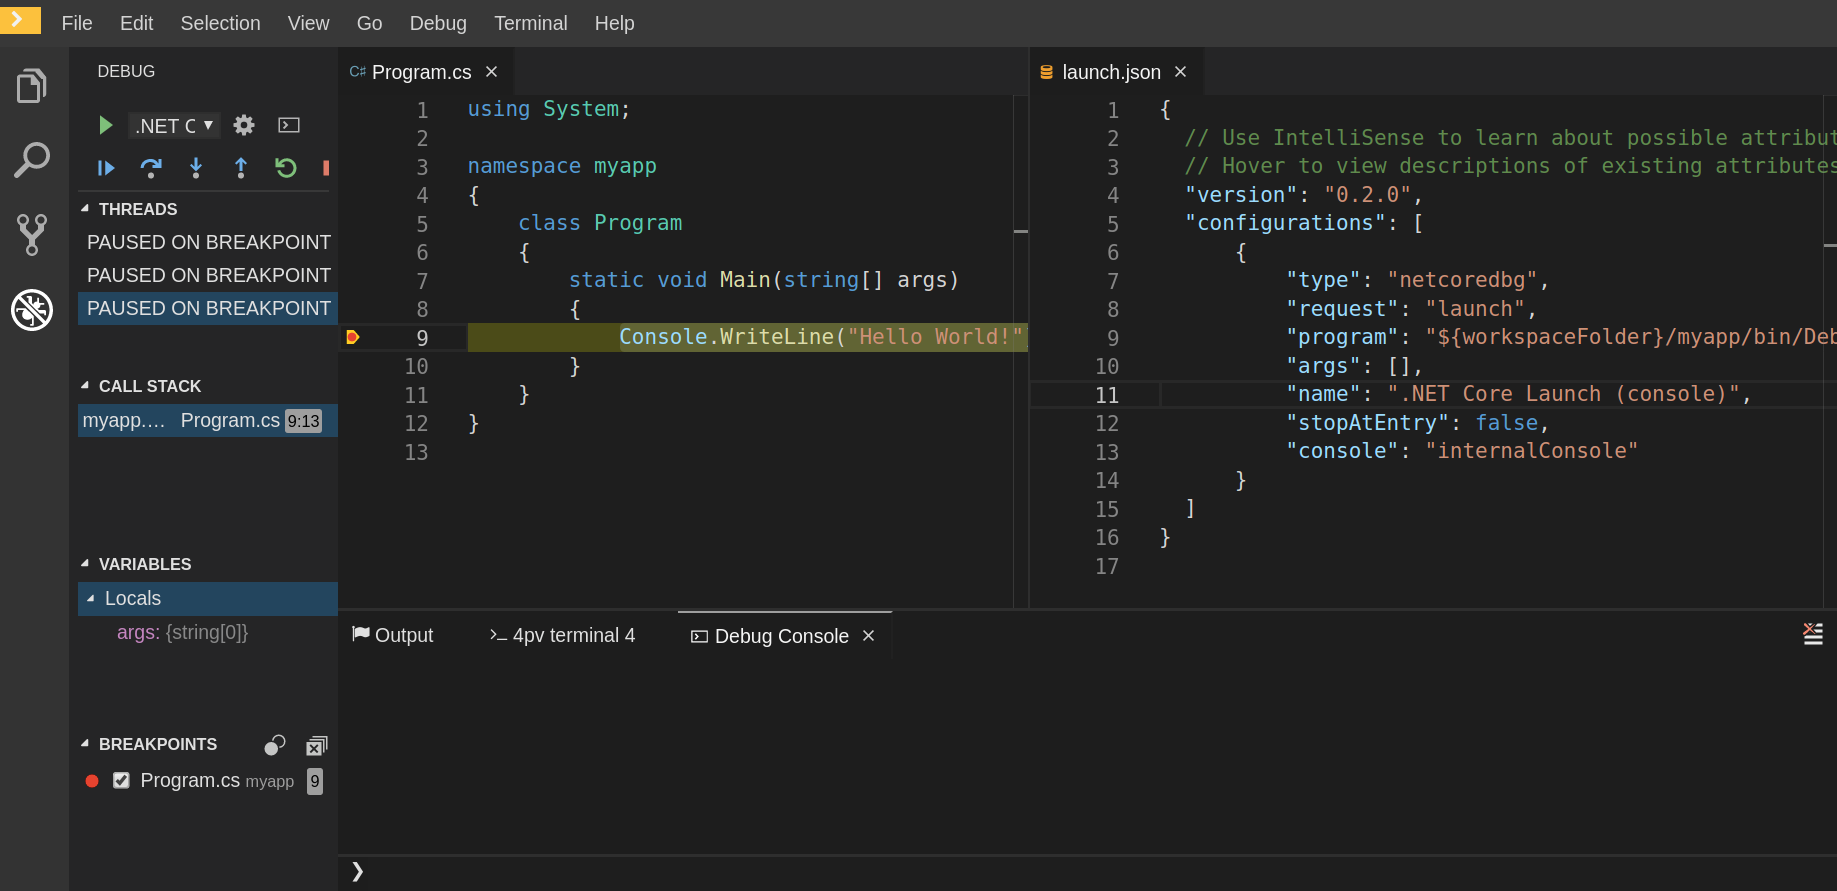 File Edit Selection View Go Debug Terminal Help
DEBUG
.NET C
THREADS
PAUSED ON BREAKPOINT
PAUSED ON BREAKPOINT
PAUSED ON BREAKPOINT
CALL STACK
myapp.… Program.cs 9:13
VARIABLES
Locals
args: {string[0]}
BREAKPOINTS
Program.cs myapp 9
C# Program.cs
1 using System;
2
3 namespace myapp
4 {
5     class Program
6     {
7         static void Main(string[] args)
8         {
9             Console.WriteLine("Hello World!"
10         }
11     }
12 }
13
launch.json
1 {
2   // Use IntelliSense to learn about possible attribut
3   // Hover to view descriptions of existing attributes
4   "version": "0.2.0",
5   "configurations": [
6       {
7           "type": "netcoredbg",
8           "request": "launch",
9           "program": "${workspaceFolder}/myapp/bin/Deb
10           "args": [],
11           "name": ".NET Core Launch (console)",
12           "stopAtEntry": false,
13           "console": "internalConsole"
14       }
15   ]
16 }
17
Output 4pv terminal 4 Debug Console